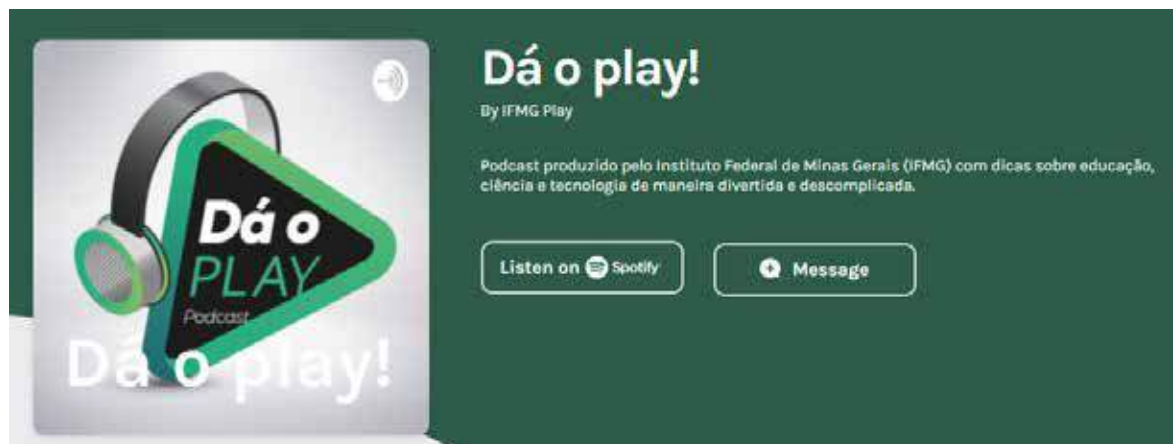 Dá o
PLAY
Podcast
Dá o play!
Dá o play!
By IFMG Play
Podcast produzido pelo Instituto Federal de Minas Gerais (IFMG) com dicas sobre educação,
ciência e tecnologia de maneira divertida e descomplicada.
Listen on Spotify
Message